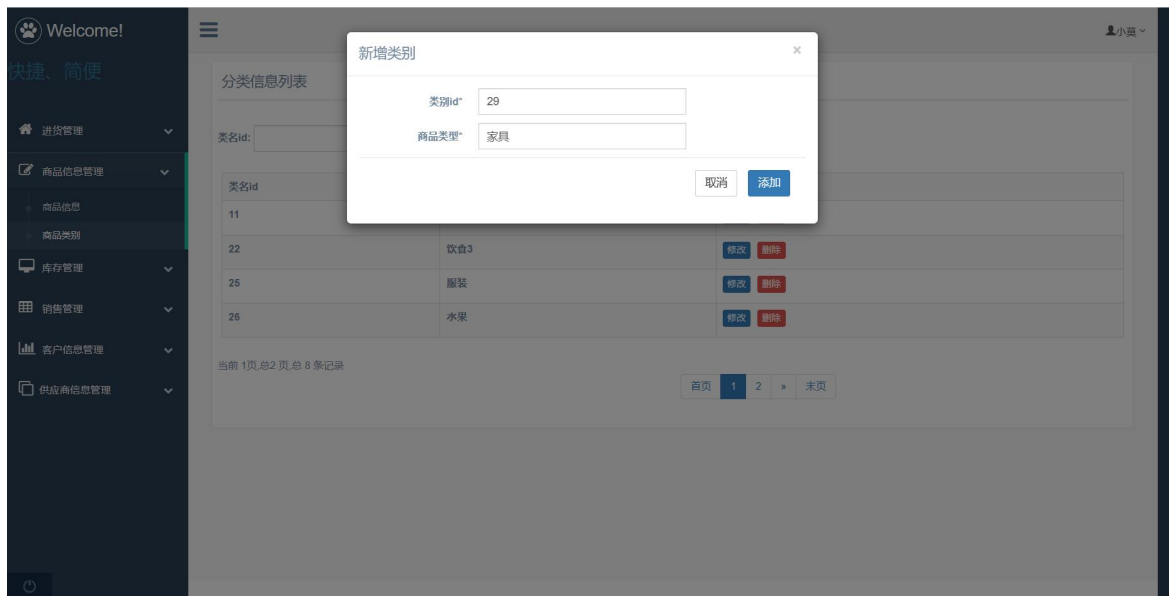 Welcome!
小莫
快捷、简便
新增类别
×
类别id*
29
商品类型*
家具
取消
添加
分类信息列表
类名id:
进货管理
商品信息管理
商品信息
商品类别
库存管理
销售管理
客户信息管理
供应商信息管理
类名id
11
22 饮食3 修改 删除
25 服装 修改 删除
26 水果 修改 删除
当前 1页,总2 页,总 8 条记录
首页 1 2 » 末页